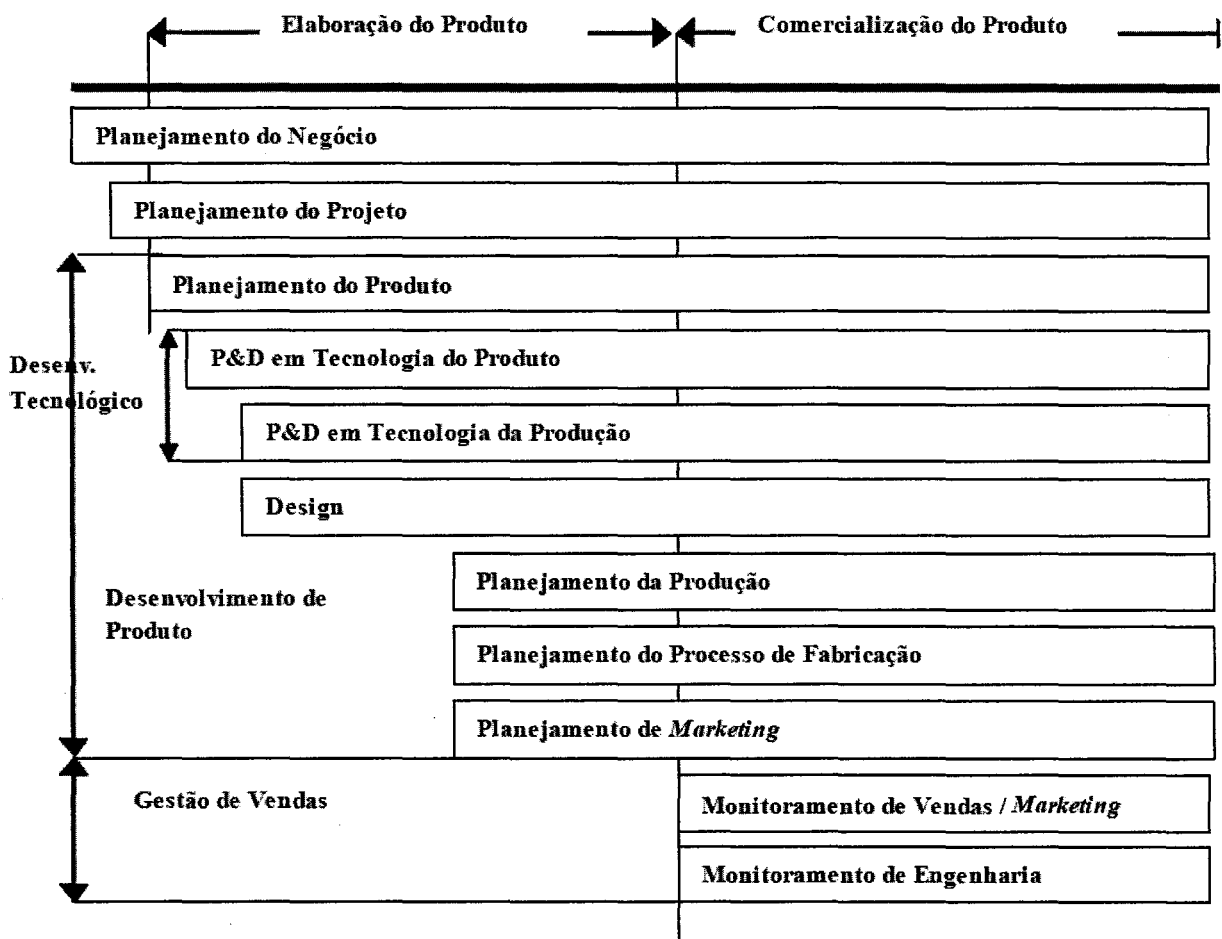 Elaboração do Produto
Comercialização do Produto
Planejamento do Negócio
Planejamento do Projeto
Planejamento do Produto
P&D em Tecnologia do Produto
Desenv.
Tecnológico
P&D em Tecnologia da Produção
Design
Planejamento da Produção
Desenvolvimento de
Produto
Planejamento do Processo de Fabricação
Planejamento de Marketing
Gestão de Vendas
Monitoramento de Vendas / Marketing
Monitoramento de Engenharia